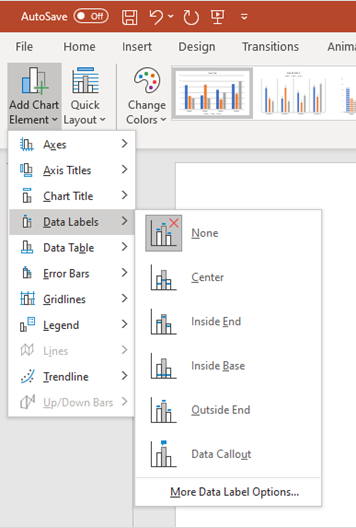 AutoSave Off
File Home Insert Design Transitions Anima
Add Chart Element
Quick Layout
Change Colors
Axes
Axis Titles
Chart Title
Data Labels
None
Data Table
Center
Error Bars
Gridlines
Inside End
Legend
Lines
Inside Base
Trendline
Up/Down Bars
Outside End
Data Callout
More Data Label Options...